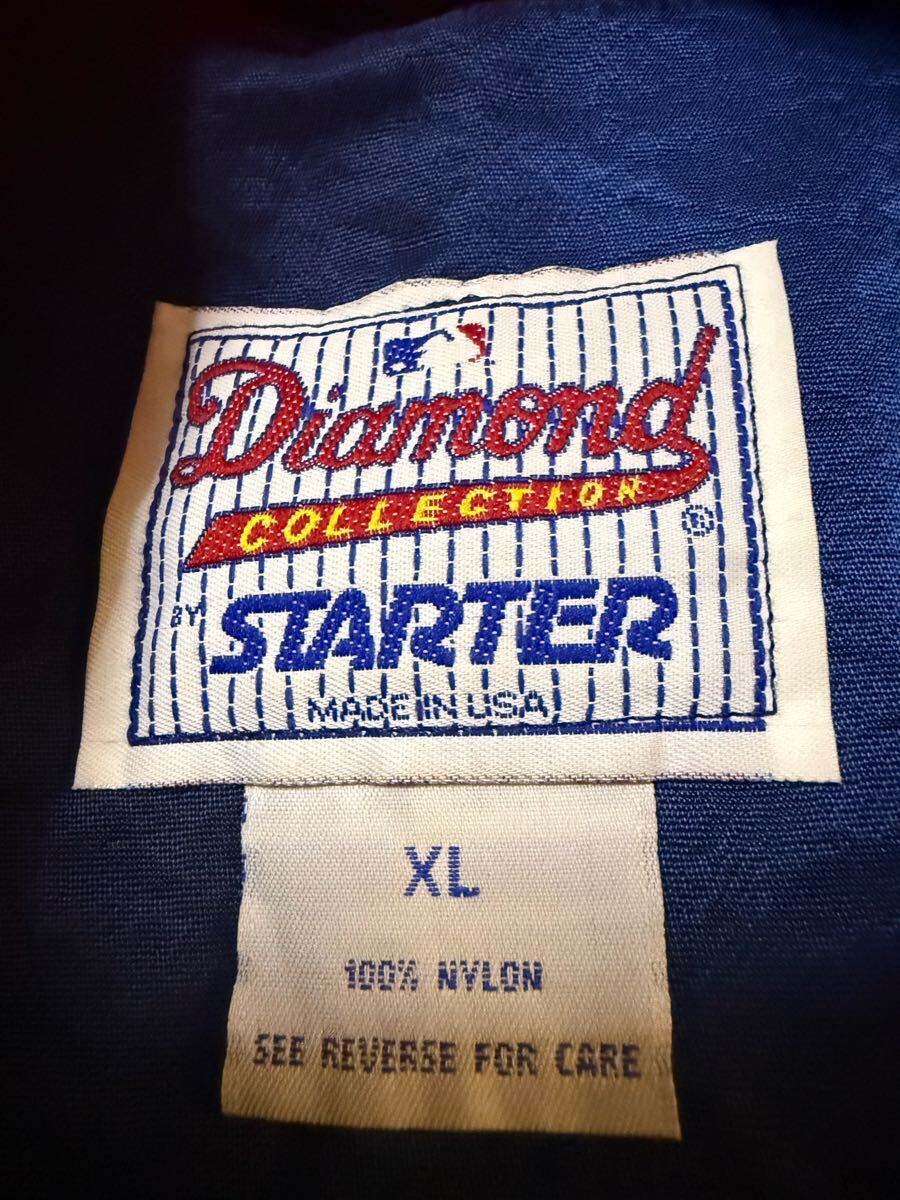 Diamond
COLLECTION
®
BY STARTER
MADE IN USA
XL
100% NYLON
SEE REVERSE FOR CARE